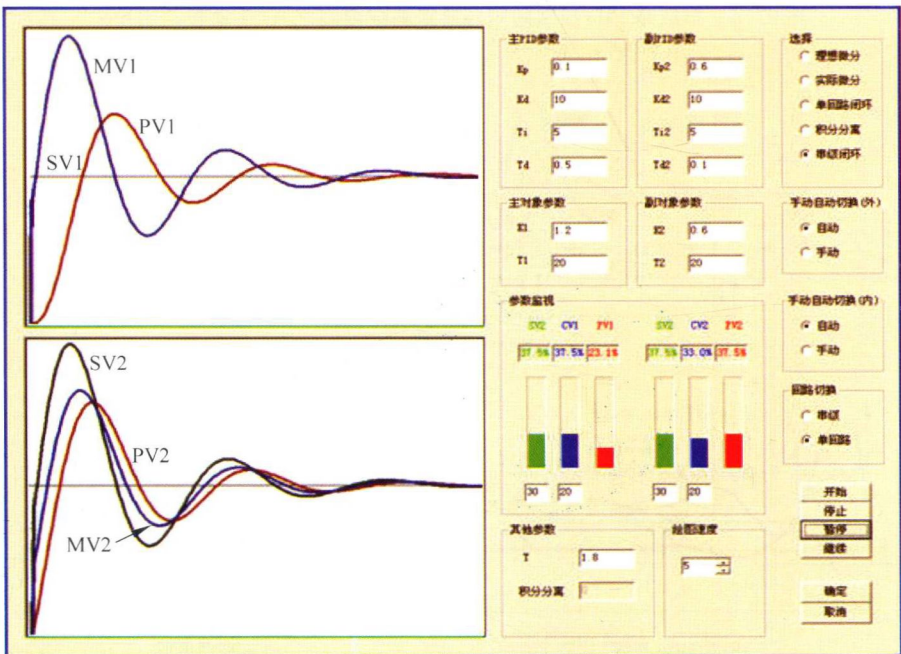 MV1
PV1
SV1
SV2
PV2
MV2
主PID参数
Kp 0.1
Kd 10
Ti 5
Td 0.5
副PID参数
Kp2 0.6
Kd2 10
Ti2 5
Td2 0.1
选择
理想微分
实际微分
单回路闭环
积分分离
串级闭环
主对象参数
K1 1.2
T1 20
副对象参数
K2 0.6
T2 20
手动自动切换(外)
自动
手动
参数监视
SV2 CV1 PV1
37.5% 37.5% 23.1%
30 20
SV2 CV2 PV2
37.5% 33.0% 37.5%
30 20
手动自动切换(内)
自动
手动
回路切换
串级
单回路
其他参数
T 1.8
积分分离
绘图速度
5
开始
停止
暂停
继续
确定
取消